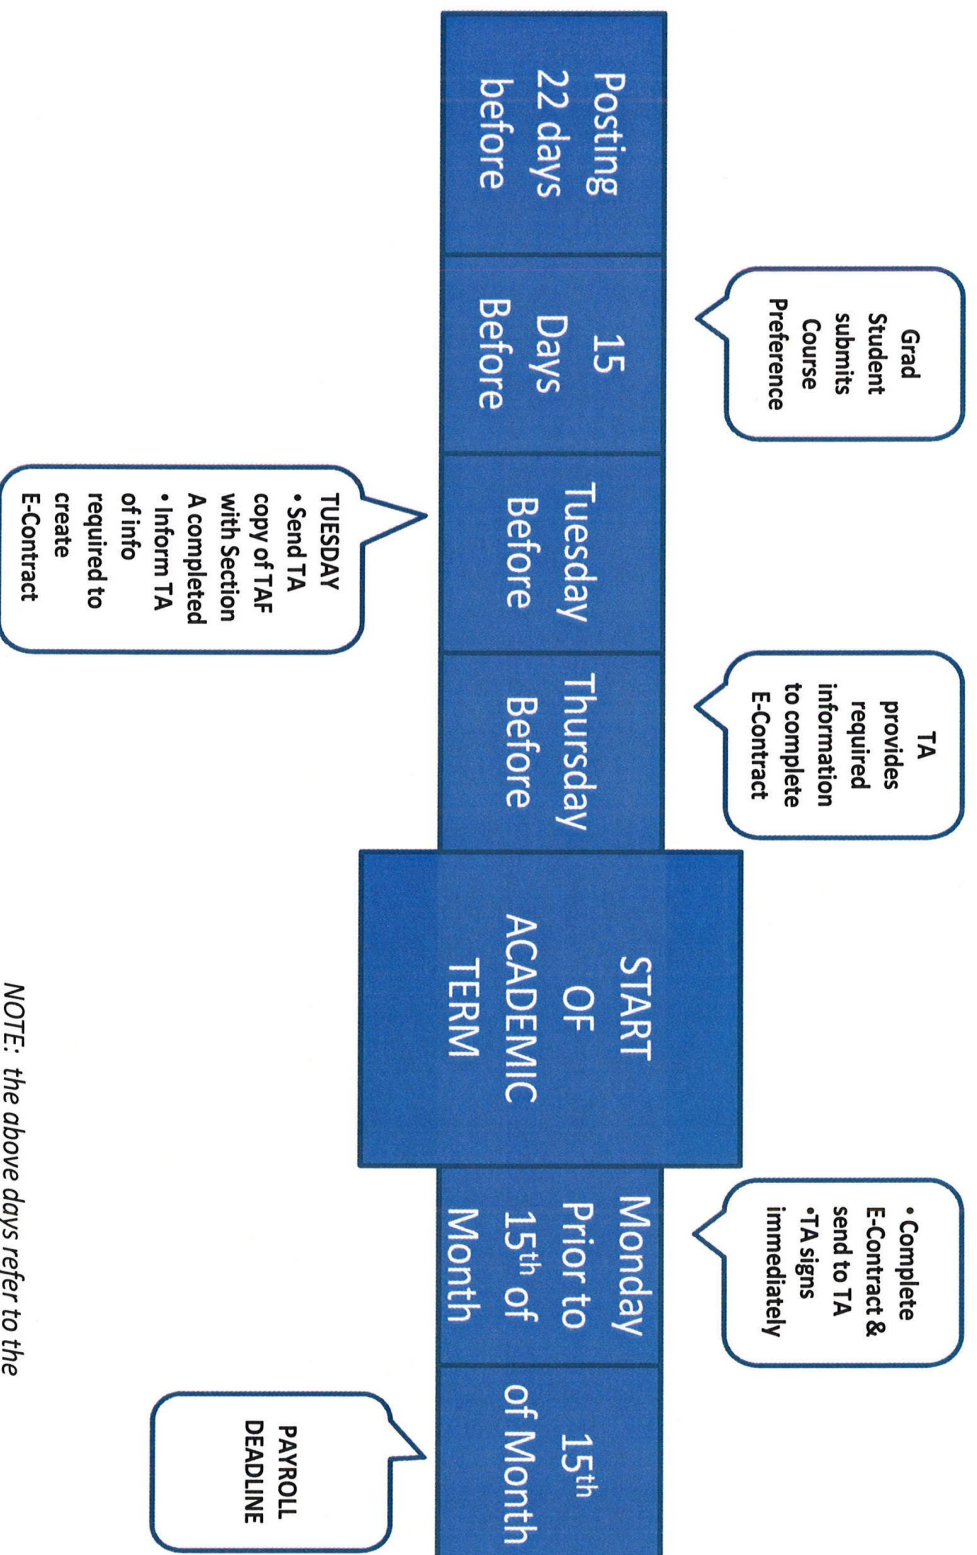 Grad
Student
submits
Course
Preference
TA
provides
required
information
to complete
E-Contract
• Complete
E-Contract &
send to TA
•TA signs
immediately
Posting
22 days
before
15
Days
Before
Tuesday
Before
Thursday
Before
START
OF
ACADEMIC
TERM
Monday
Prior to
15th of
Month
15th
of Month
TUESDAY
• Send TA
copy of TAF
with Section
A completed
• Inform TA
of info
required to
create
E-Contract
PAYROLL
DEADLINE
NOTE: the above days refer to the